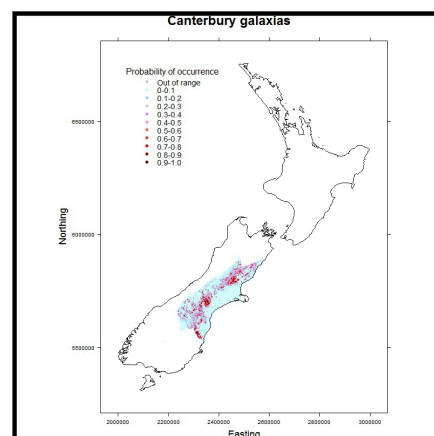 Canterbury galaxias
Probability of occurrence
Out of range
0-0.1
0.1-0.2
0.2-0.3
0.3-0.4
0.4-0.5
0.5-0.6
0.6-0.7
0.7-0.8
0.8-0.9
0.9-1.0
Northing
6500000
6000000
5500000
2000000 2200000 2400000 2600000 2800000 3000000
Easting